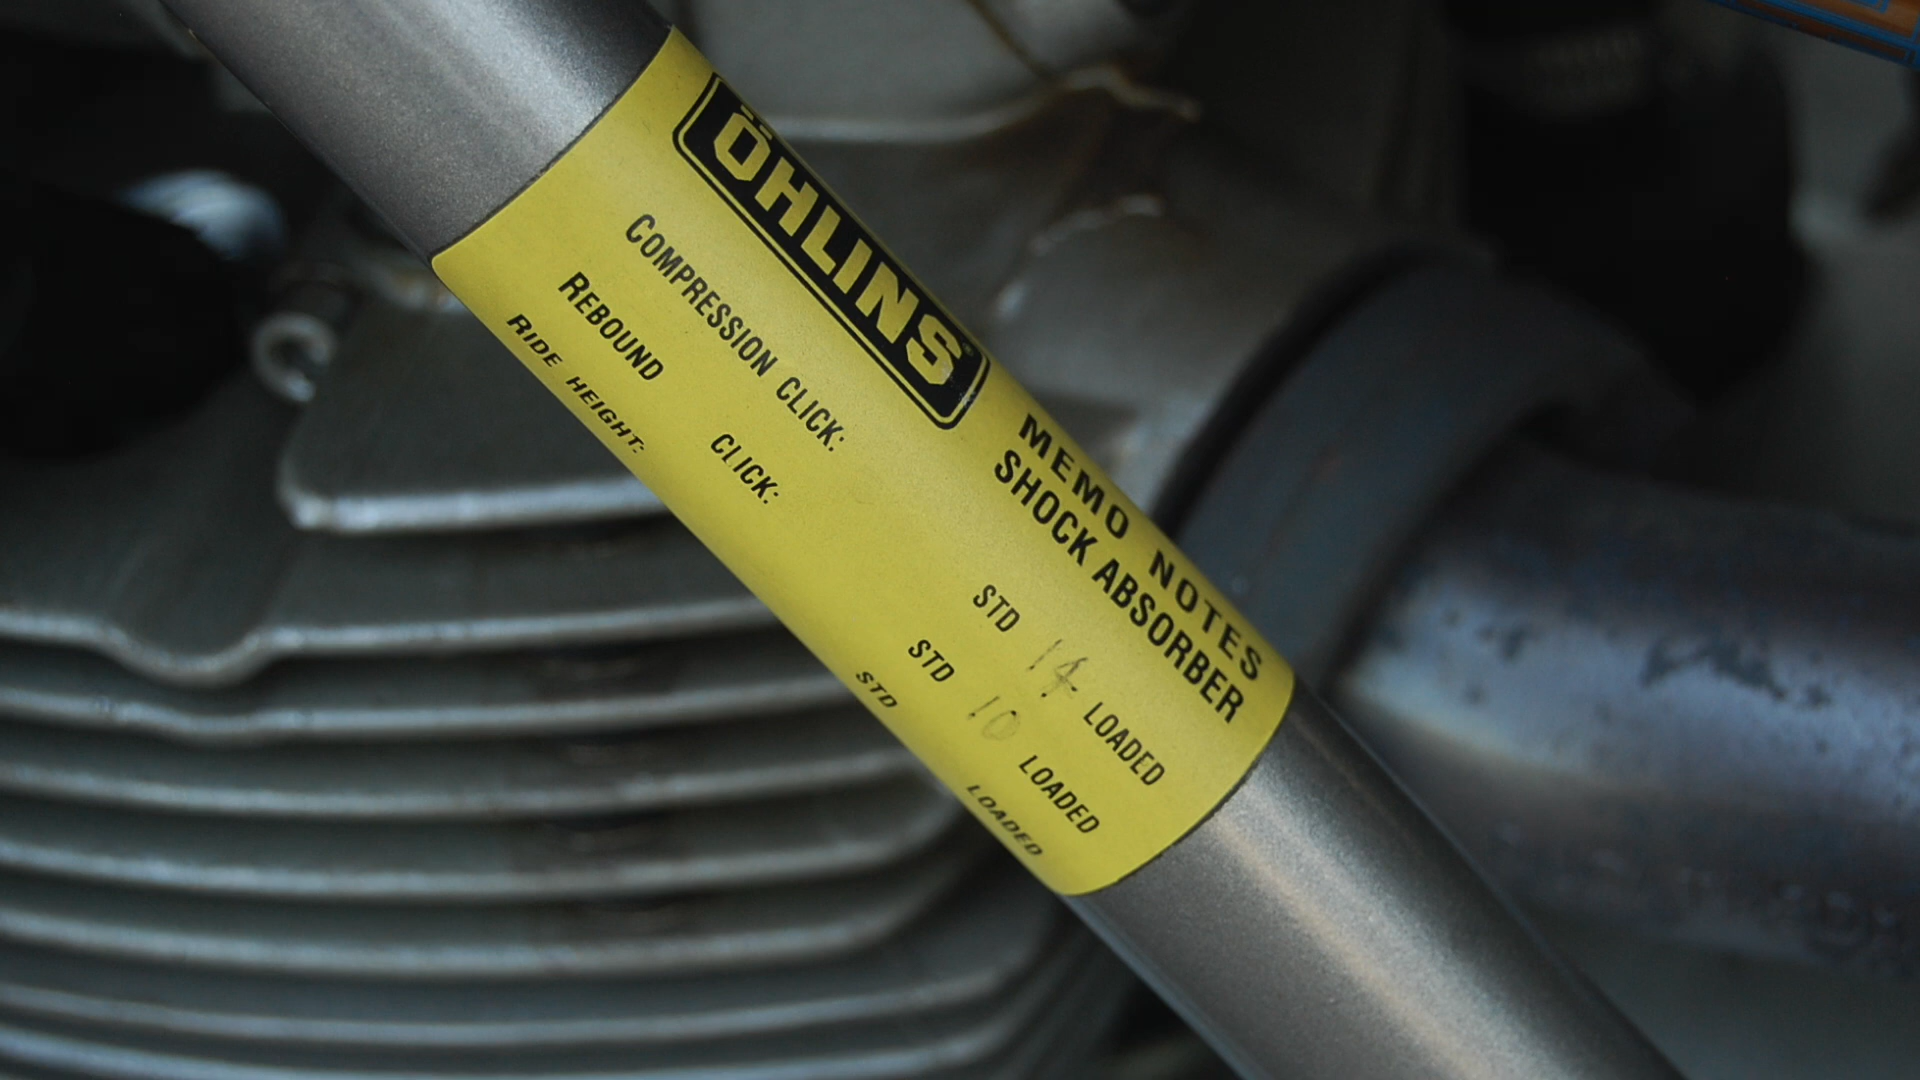 ÖHLINS
MEMO NOTES
SHOCK ABSORBER
COMPRESSION CLICK: STD 14 LOADED
REBOUND CLICK: STD 10 LOADED
RIDE HEIGHT: STD LOADED